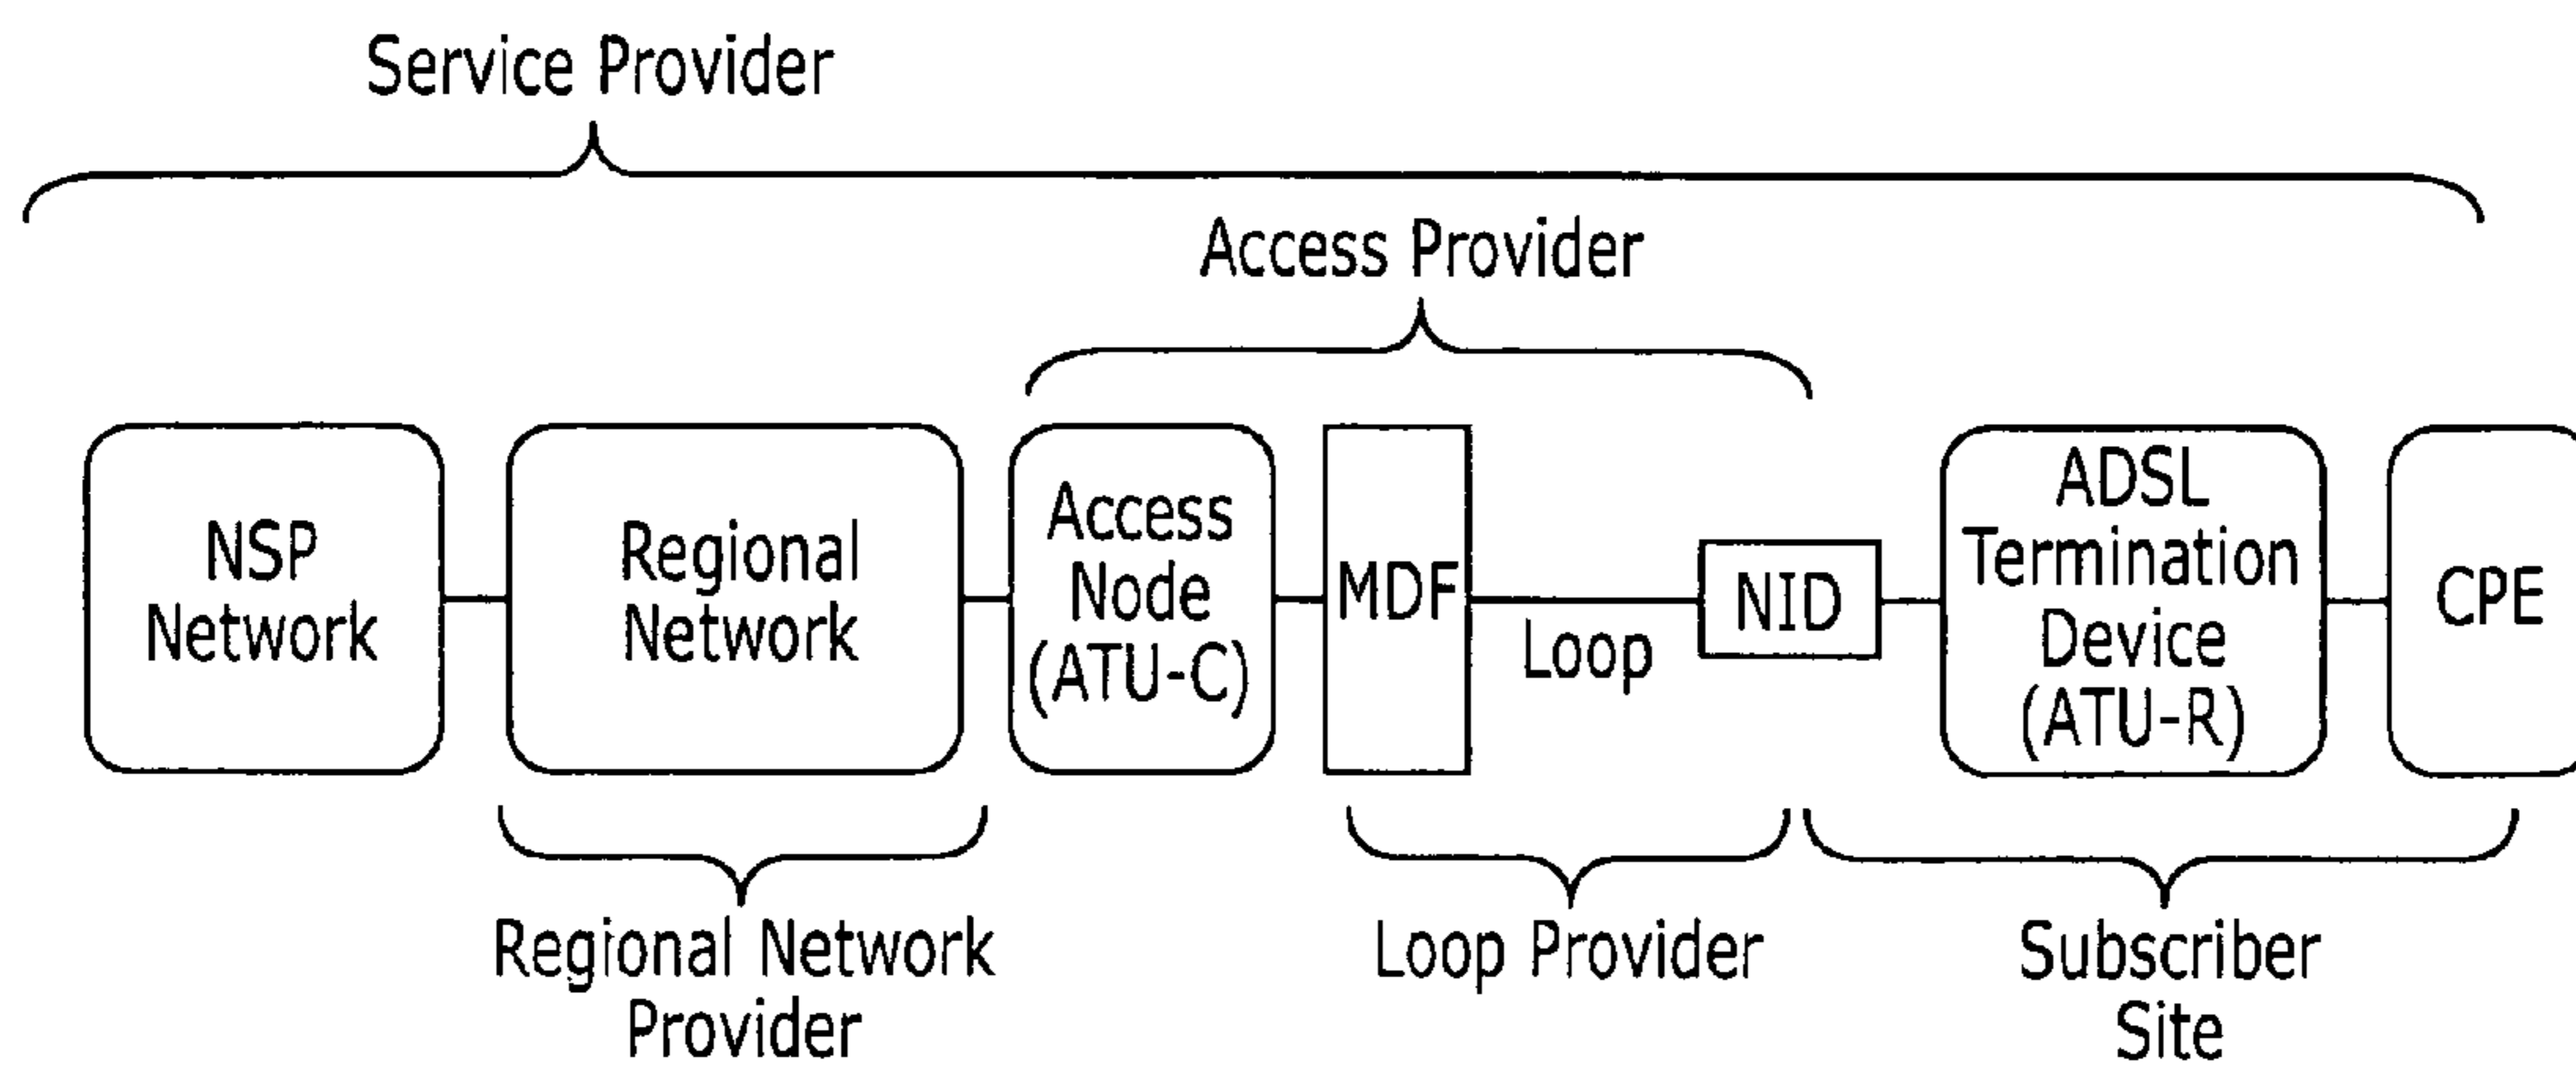 Service Provider
Access Provider
NSP
Network
Regional
Network
Access
Node
(ATU-C)
MDF
Loop
NID
ADSL
Termination
Device
(ATU-R)
CPE
Regional Network
Provider
Loop Provider
Subscriber
Site